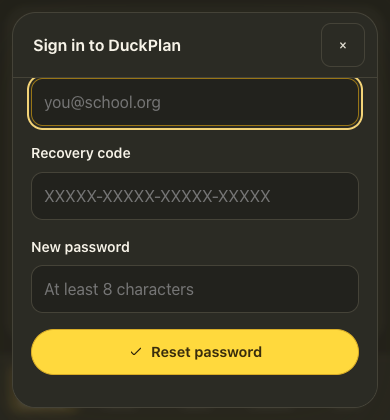 Sign in to DuckPlan
×
you@school.org
Recovery code
XXXXX-XXXXX-XXXXX-XXXXX
New password
At least 8 characters
✓ Reset password